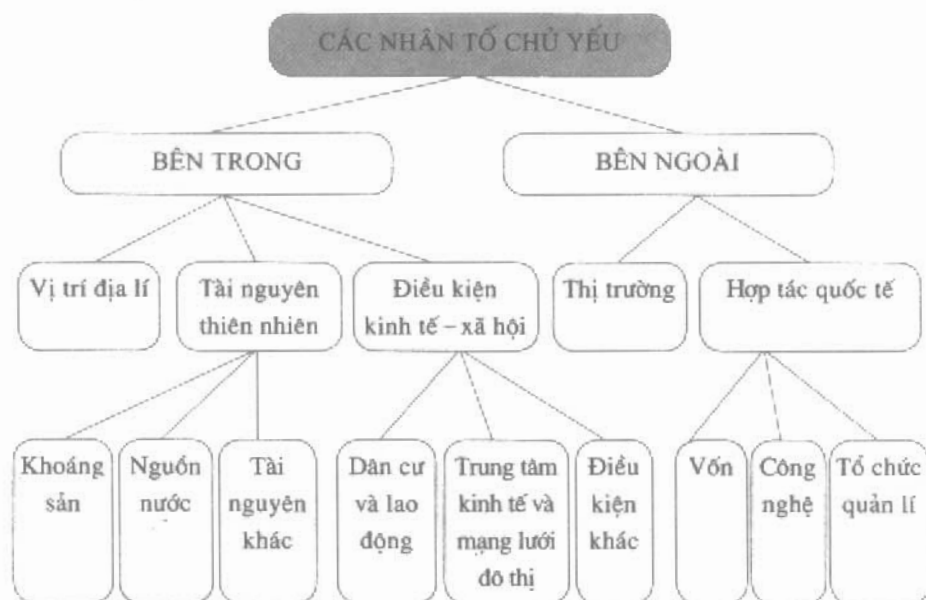 CÁC NHÂN TỐ CHỦ YẾU
BÊN TRONG
BÊN NGOÀI
Vị trí địa lí
Tài nguyên
thiên nhiên
Điều kiện
kinh tế – xã hội
Thị trường
Hợp tác quốc tế
Khoáng
sản
Nguồn
nước
Tài
nguyên
khác
Dân cư
và lao
động
Trung tâm
kinh tế và
mạng lưới
đô thị
Điều
kiện
khác
Vốn
Công
nghệ
Tổ chức
quản lí